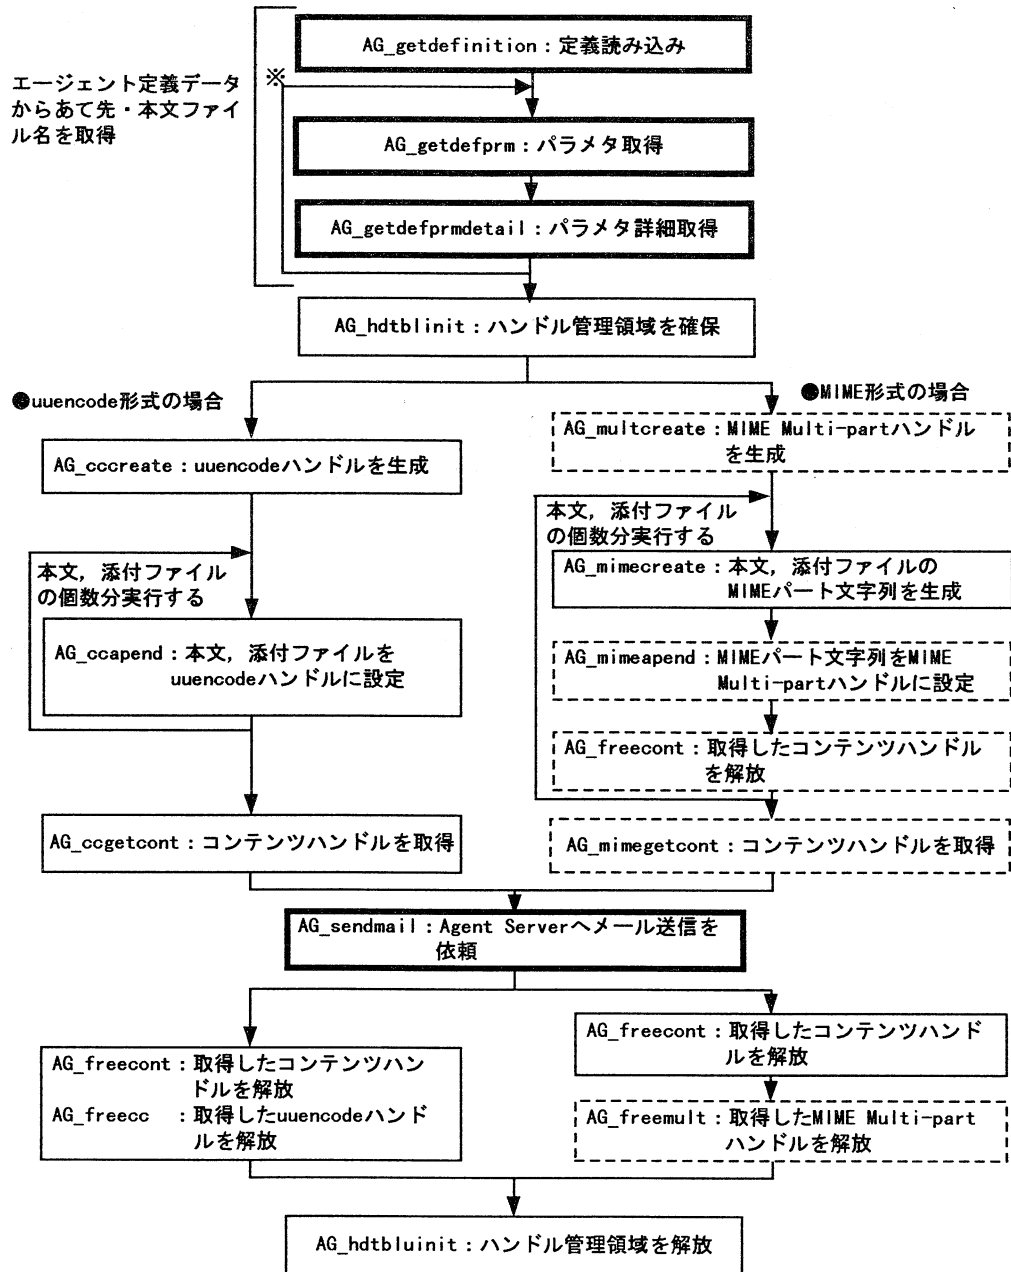 AG_getdefinition：定義読み込み
エージェント定義データ
からあて先・本文ファイ
ル名を取得
※
AG_getdefprm：パラメタ取得
AG_getdefprmdetail：パラメタ詳細取得
AG_hdtblinit：ハンドル管理領域を確保
●uuencode形式の場合
AG_cccreate：uuencodeハンドルを生成
本文，添付ファイル
の個数分実行する
AG_ccapend：本文，添付ファイルを
uuencodeハンドルに設定
AG_ccgetcont：コンテンツハンドルを取得
●MIME形式の場合
AG_multcreate：MIME Multi-partハンドル
を生成
本文，添付ファイル
の個数分実行する
AG_mimecreate：本文，添付ファイルの
MIMEパート文字列を生成
AG_mimeapend：MIMEパート文字列をMIME
Multi-partハンドルに設定
AG_freecont：取得したコンテンツハンドル
を解放
AG_mimegetcont：コンテンツハンドルを取得
AG_sendmail：Agent Serverへメール送信を
依頼
AG_freecont：取得したコンテンツハン
ドルを解放
AG_freecc ：取得したuuencodeハンド
ルを解放
AG_freecont：取得したコンテンツハンド
ルを解放
AG_freemult：取得したMIME Multi-part
ハンドルを解放
AG_hdtbluinit：ハンドル管理領域を解放